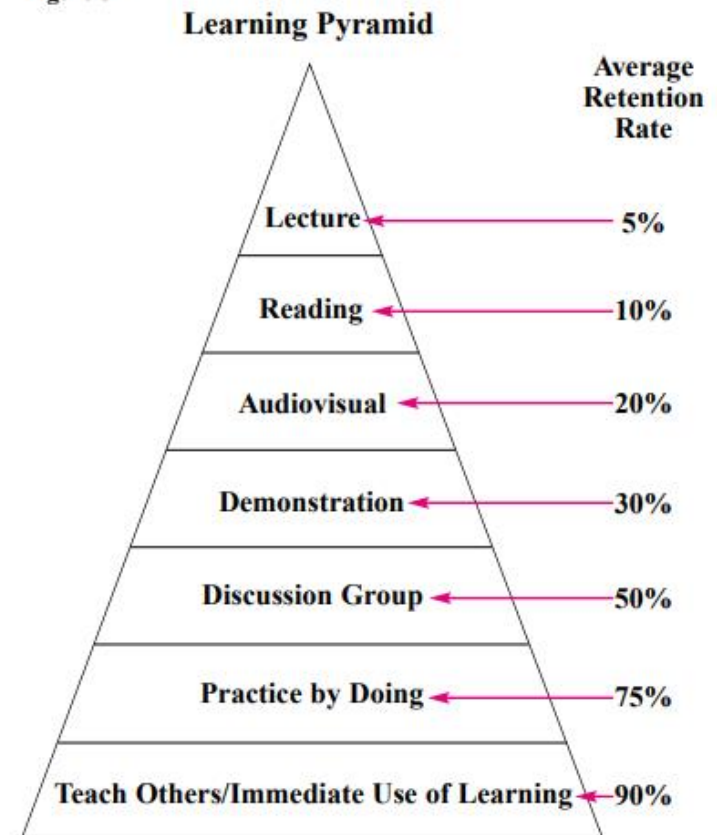 Learning Pyramid
Average
Retention
Rate
Lecture 5%
Reading 10%
Audiovisual 20%
Demonstration 30%
Discussion Group 50%
Practice by Doing 75%
Teach Others/Immediate Use of Learning 90%